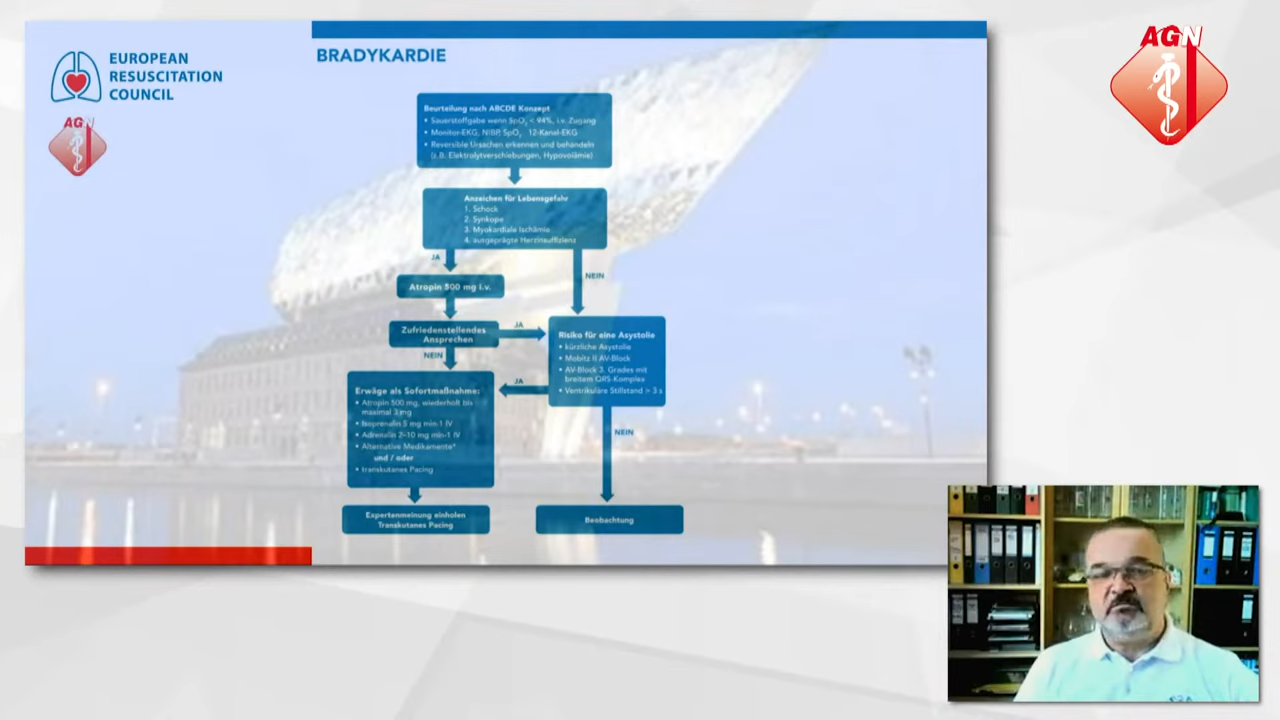 EUROPEAN
RESUSCITATION
COUNCIL
AGN
BRADYKARDIE
Beurteilung nach ABCDE Konzept
• Sauerstoffgabe wenn SpO₂ < 94%, i.v. Zugang
• Monitor-EKG, NIBP, SpO₂ 12-Kanal-EKG
• Reversible Ursachen erkennen und behandeln
(z.B. Elektrolytverschiebungen, Hypovolämie)
Anzeichen für Lebensgefahr
1. Schock
2. Synkope
3. Myokardiale Ischämie
4. ausgeprägte Herzinsuffizienz
JA
NEIN
Atropin 500 mg i.v.
Zufriedenstellendes
Ansprechen
JA
NEIN
Risiko für eine Asystolie
• kürzliche Asystolie
• Mobitz II AV-Block
• AV-Block 3. Grades mit
breitem QRS-Komplex
• Ventrikuläre Stillstand > 3 s
JA
NEIN
Erwäge als Sofortmaßnahme:
• Atropin 500 mg, wiederholt bis
maximal 3 mg
• Isoprenalin 5 mg min-1 IV
• Adrenalin 2-10 mg min-1 IV
• Alternative Medikamente*
und / oder
• transkutanes Pacing
Expertenmeinung einholen
Transkutanes Pacing
Beobachtung
AGN